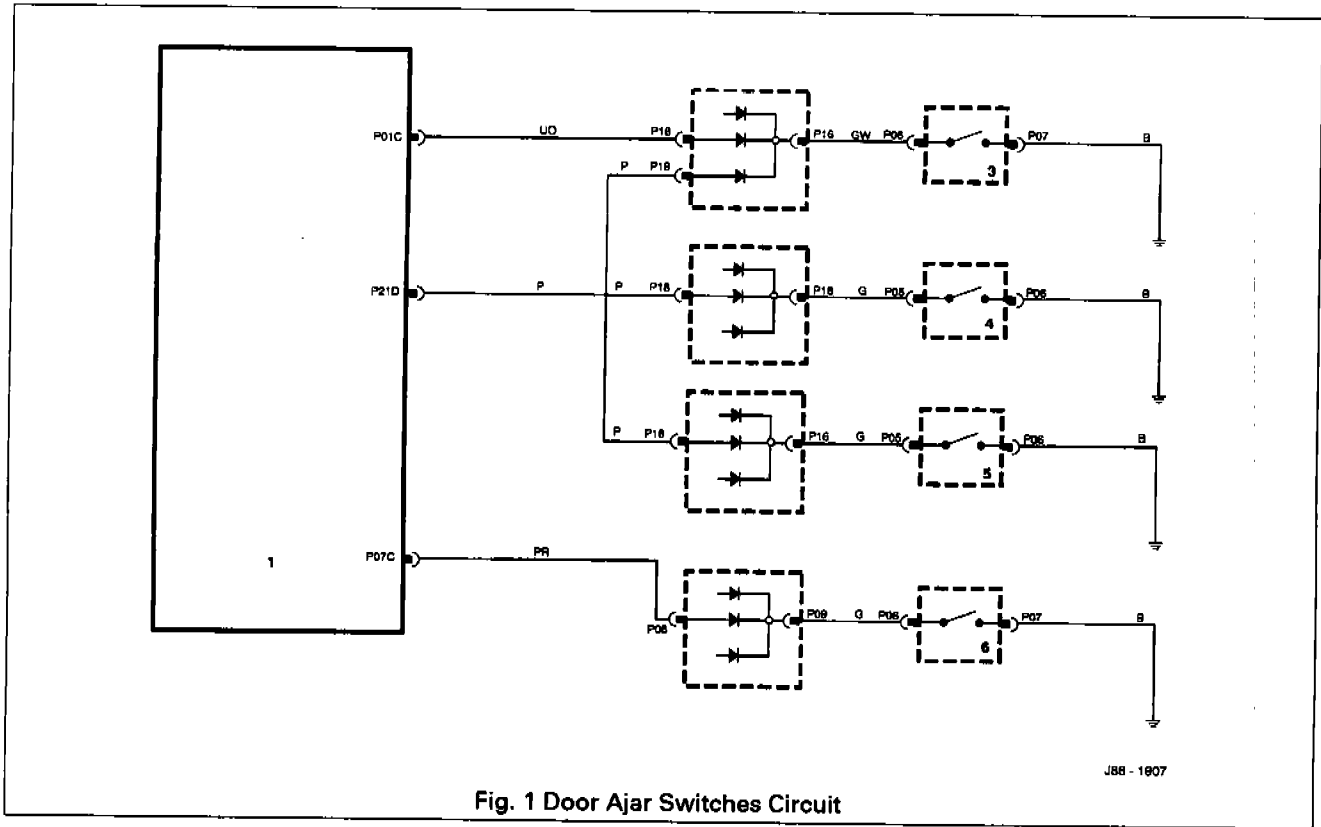 P01C UO P18 P16 GW P06 P07 B
P P19 3
P21D P P P18 P18 G P05 P06 B
4
P P18 P16 G P05 P06 B
5
1 P07C PR
P08 P09 G P06 P07 B
6
J88 - 1607
Fig. 1 Door Ajar Switches Circuit